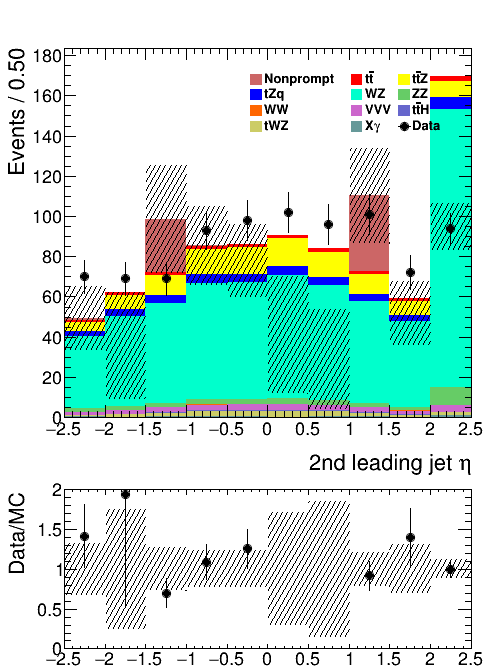 Events / 0.50
180
160
140
120
100
80
60
40
20
0
Nonprompt tt̄ tt̄Z
tZq WZ ZZ
WW VVV tt̄H
tWZ Xγ Data
−2.5 −2 −1.5 −1 −0.5 0 0.5 1 1.5 2 2.5
2nd leading jet η
Data/MC
2
1.5
1
0.5
0
−2.5 −2 −1.5 −1 −0.5 0 0.5 1 1.5 2 2.5